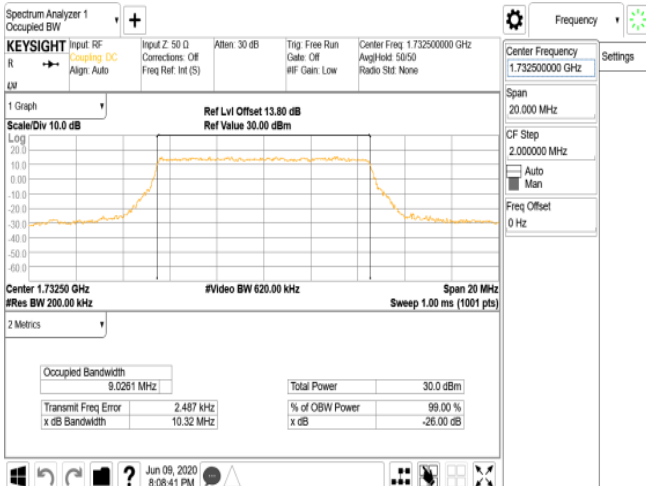 Spectrum Analyzer 1
Occupied BW
Frequency
KEYSIGHT
R
Input: RF
Coupling: DC
Align: Auto
Input Z: 50 Ω
Corrections: Off
Freq Ref: Int (S)
Atten: 30 dB
Trig: Free Run
Gate: Off
#IF Gain: Low
Center Freq: 1.732500000 GHz
Avg|Hold: 50/50
Radio Std: None
LXI
1 Graph
Scale/Div 10.0 dB
Ref Lvl Offset 13.80 dB
Ref Value 30.00 dBm
Log
20.0
10.0
0.00
-10.0
-20.0
-30.0
-40.0
-50.0
-60.0
Center 1.73250 GHz
#Res BW 200.00 kHz
#Video BW 620.00 kHz
Span 20 MHz
Sweep 1.00 ms (1001 pts)
2 Metrics
Occupied Bandwidth
9.0261 MHz
Transmit Freq Error 2.487 kHz
x dB Bandwidth 10.32 MHz
Total Power 30.0 dBm
% of OBW Power 99.00 %
x dB -26.00 dB
Center Frequency
1.732500000 GHz
Settings
Span
20.000 MHz
CF Step
2.000000 MHz
Auto
Man
Freq Offset
0 Hz
?
Jun 09, 2020
8:08:41 PM